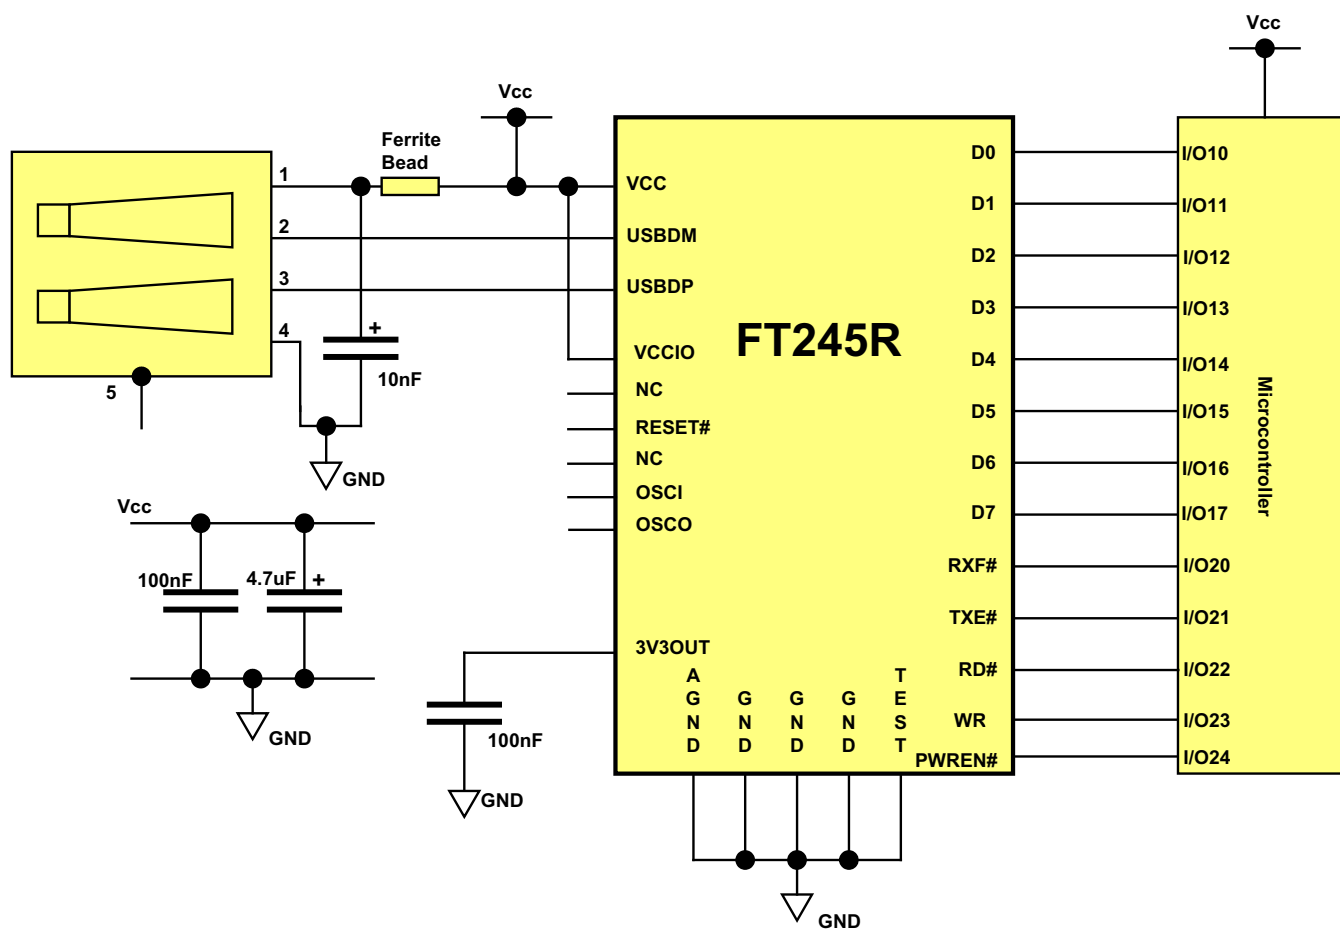 Vcc
Vcc
Ferrite
Bead
1
2
3
4
5
+
10nF
GND
Vcc
100nF
4.7uF
+
GND
VCC
USBDM
USBDP
VCCIO
NC
RESET#
NC
OSCI
OSCO
3V3OUT
100nF
GND
FT245R
AGND
GND
GND
GND
TEST
GND
D0
D1
D2
D3
D4
D5
D6
D7
RXF#
TXE#
RD#
WR
PWREN#
I/O10
I/O11
I/O12
I/O13
I/O14
I/O15
I/O16
I/O17
I/O20
I/O21
I/O22
I/O23
I/O24
Microcontroller